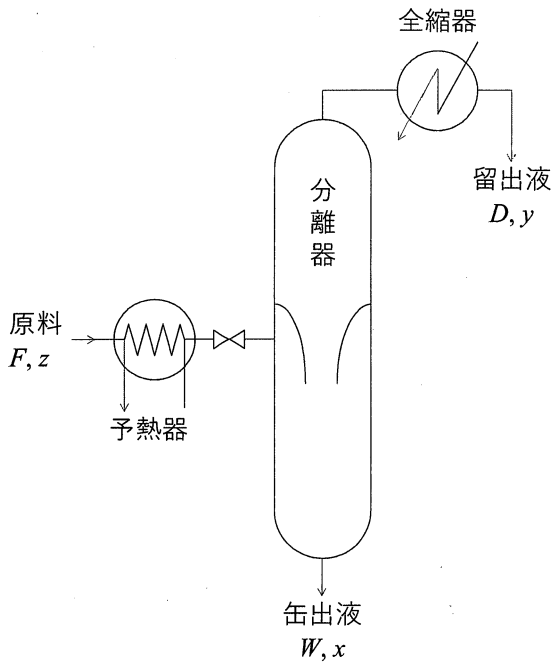 全縮器
留出液
D, y
分離器
原料
F, z
予熱器
缶出液
W, x